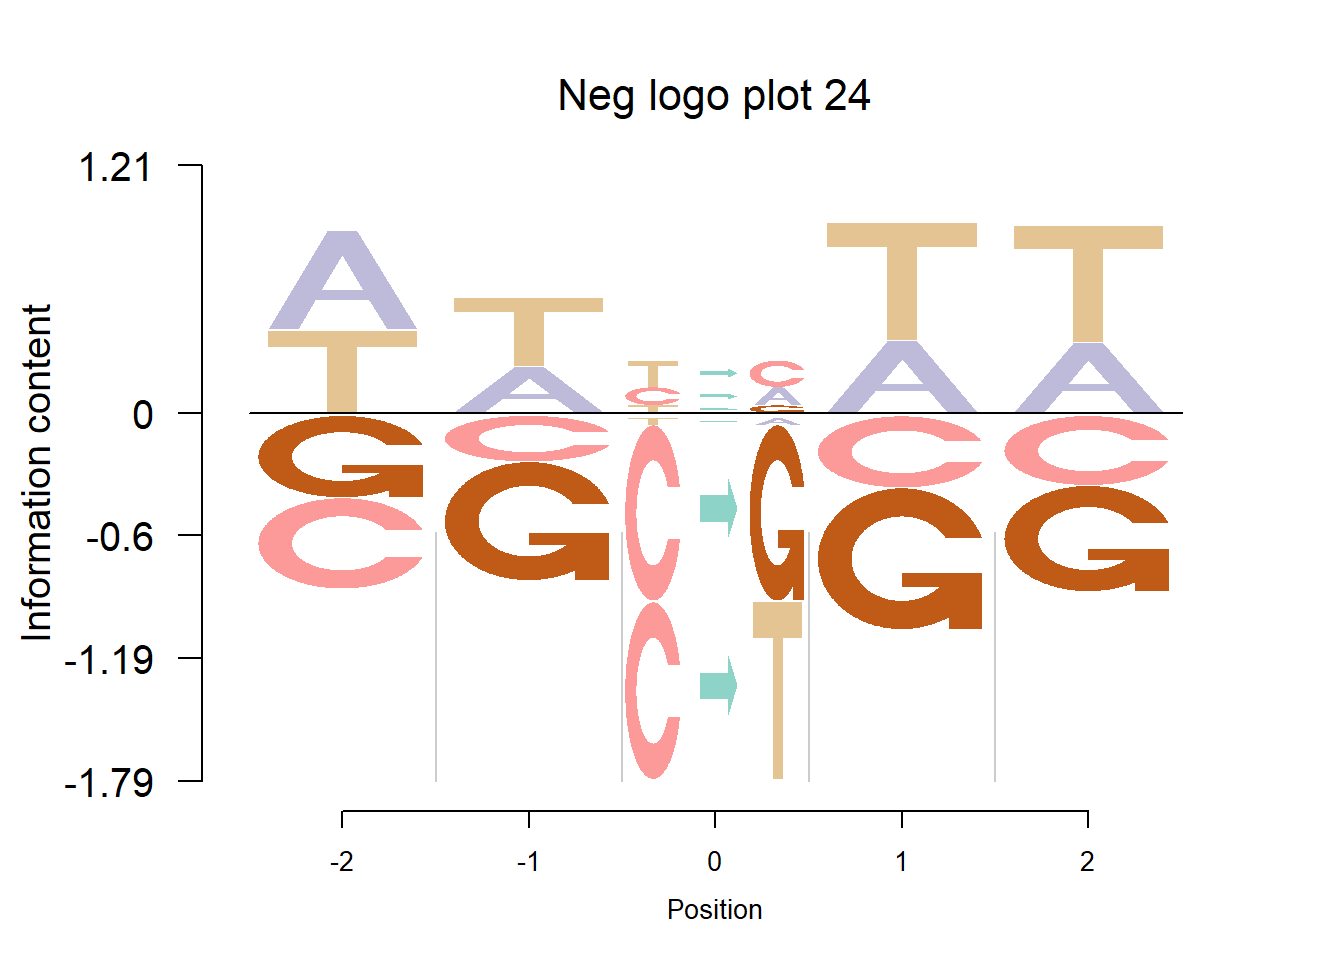 Neg logo plot 24
Information content
1.21
0
-0.6
-1.19
-1.79
A T T T
T A T C A A
C A
T G
T A
G C C G C C
C G G G
C T
-2 -1 0 1 2
Position